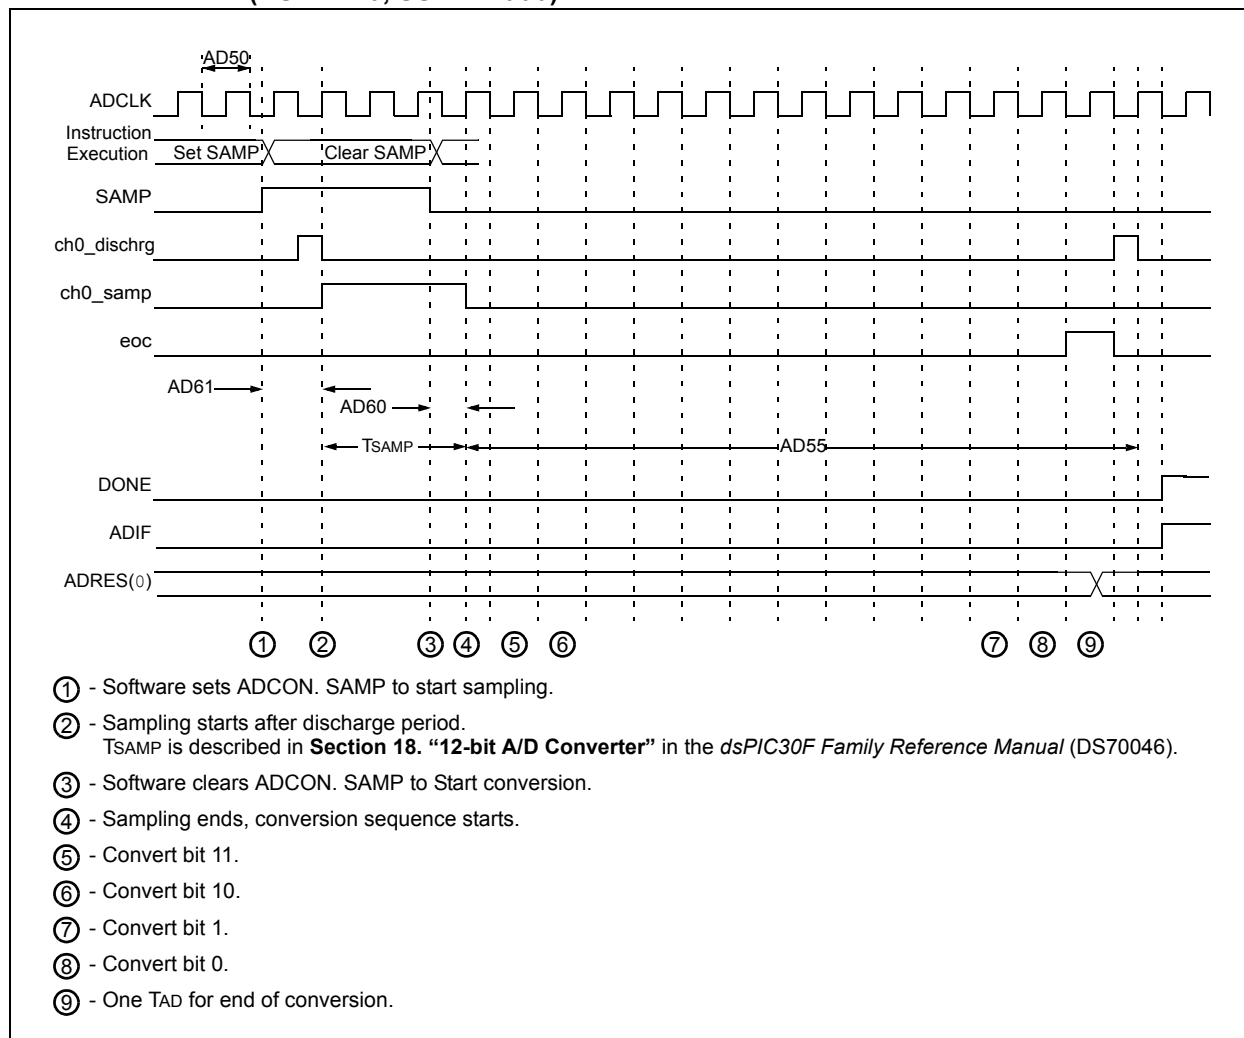 AD50
ADCLK
Instruction
Execution
Set SAMP
Clear SAMP
SAMP
ch0_dischrg
ch0_samp
eoc
AD61
AD60
TSAMP
AD55
DONE
ADIF
ADRES(0)
1 2 3 4 5 6 7 8 9
1 - Software sets ADCON. SAMP to start sampling.
2 - Sampling starts after discharge period.
TSAMP is described in Section 18. “12-bit A/D Converter” in the dsPIC30F Family Reference Manual (DS70046).
3 - Software clears ADCON. SAMP to Start conversion.
4 - Sampling ends, conversion sequence starts.
5 - Convert bit 11.
6 - Convert bit 10.
7 - Convert bit 1.
8 - Convert bit 0.
9 - One TAD for end of conversion.